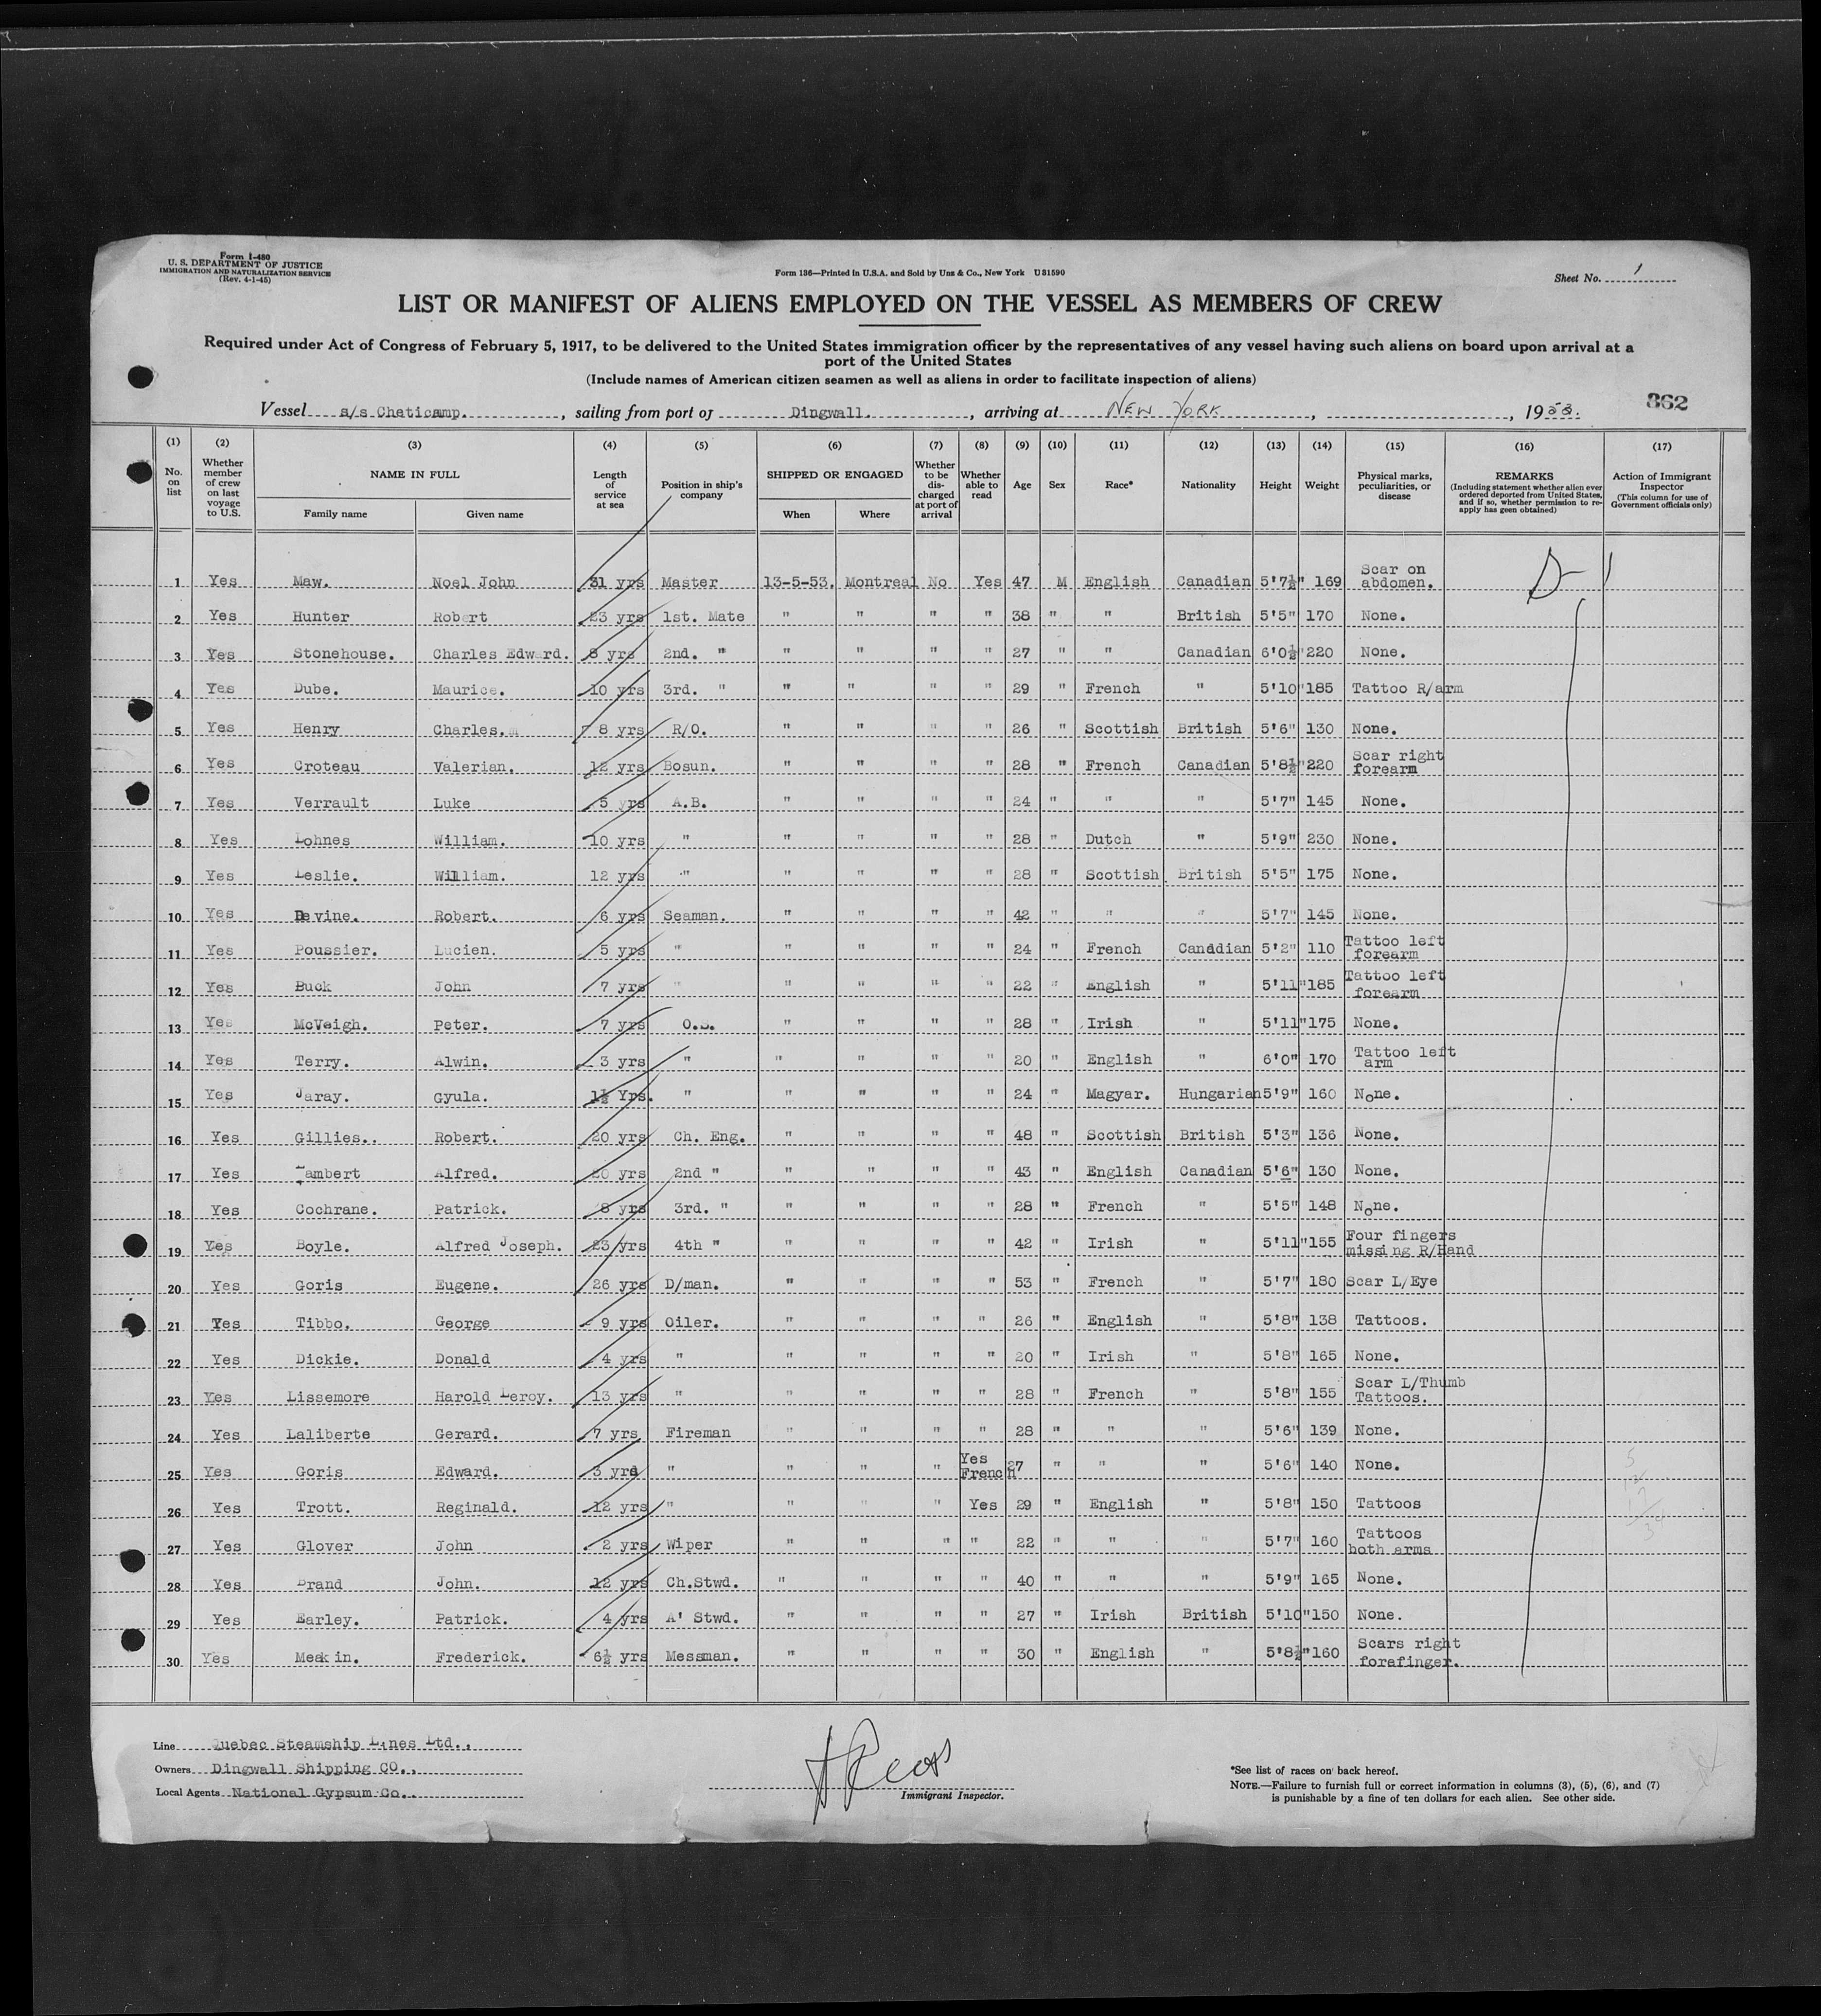 Form I-480
U. S. DEPARTMENT OF JUSTICE
IMMIGRATION AND NATURALIZATION SERVICE
(Rev. 4-1-45)
Form 136—Printed in U.S.A. and Sold by Unz & Co., New York U31590
Sheet No. 1
LIST OR MANIFEST OF ALIENS EMPLOYED ON THE VESSEL AS MEMBERS OF CREW
Required under Act of Congress of February 5, 1917, to be delivered to the United States immigration officer by the representatives of any vessel having such aliens on board upon arrival at a
port of the United States
(Include names of American citizen seamen as well as aliens in order to facilitate inspection of aliens)
Vessel s/s Cheticamp. , sailing from port of Dingwall. , arriving at NEW YORK , , 1953.
362
(1) (2) (3) (4) (5) (6) (7) (8) (9) (10) (11) (12) (13) (14) (15) (16) (17)
No. on list | Whether member of crew on last voyage to U.S. | NAME IN FULL Family name Given name | Length of service at sea | Position in ship's company | SHIPPED OR ENGAGED When Where | Whether to be discharged at port of arrival | Whether able to read | Age | Sex | Race* | Nationality | Height | Weight | Physical marks, peculiarities, or disease | REMARKS (Including statement whether alien ever ordered deported from United States, and if so, whether permission to re-apply has geen obtained) | Action of Immigrant Inspector (This column for use of Government officials only)
1 Yes Maw. Noel John 31 yrs Master 13-5-53. Montreal No Yes 47 M English Canadian 5'7½" 169 Scar on abdomen.
2 Yes Hunter Robert 23 yrs 1st. Mate " " " " 38 " " British 5'5" 170 None.
3 Yes Stonehouse. Charles Edward. 8 yrs 2nd. " " " " " 27 " " Canadian 6'0½" 220 None.
4 Yes Dube. Maurice. 10 yrs 3rd. " " " " " 29 " French " 5'10" 185 Tattoo R/arm
5 Yes Henry Charles. 8 yrs R/O. " " " " 26 " Scottish British 5'6" 130 None.
6 Yes Croteau Valerian. 12 yrs Bosun. " " " " 28 " French Canadian 5'8½" 220 Scar right forearm
7 Yes Verrault Luke 5 yrs A.B. " " " " 24 " " " 5'7" 145 None.
8 Yes Lohnes William. 10 yrs " " " " " 28 " Dutch " 5'9" 230 None.
9 Yes Leslie. William. 12 yrs " " " " " 28 " Scottish British 5'5" 175 None.
10 Yes Devine. Robert. 6 yrs Seaman. " " " " 42 " " " 5'7" 145 None.
11 Yes Poussier. Lucien. 5 yrs " " " " " 24 " French Canadian 5'2" 110 Tattoo left forearm
12 Yes Buck John 7 yrs " " " " " 22 " English " 5'11" 185 Tattoo left forearm
13 Yes McVeigh. Peter. 7 yrs O.S. " " " " 28 " Irish " 5'11" 175 None.
14 Yes Terry. Alwin. 3 yrs " " " " " 20 " English " 6'0" 170 Tattoo left arm
15 Yes Jaray. Gyula. 1½ Yrs. " " " " " 24 " Magyar. Hungarian 5'9" 160 None.
16 Yes Gillies.. Robert. 20 yrs Ch. Eng. " " " " 48 " Scottish British 5'3" 136 None.
17 Yes Lambert Alfred. 20 yrs 2nd " " " " " 43 " English Canadian 5'6" 130 None.
18 Yes Cochrane. Patrick. 8 yrs 3rd. " " " " " 28 " French " 5'5" 148 None.
19 Yes Boyle. Alfred Joseph. 23 yrs 4th " " " " " 42 " Irish " 5'11" 155 Four fingers missing R/Hand
20 Yes Goris Eugene. 26 yrs D/man. " " " " 53 " French " 5'7" 180 Scar L/Eye
21 Yes Tibbo. George 9 yrs Oiler. " " " " 26 " English " 5'8" 138 Tattoos.
22 Yes Dickie. Donald 4 yrs " " " " " 20 " Irish " 5'8" 165 None.
23 Yes Lissemore Harold Leroy. 13 yrs " " " " " 28 " French " 5'8" 155 Scar L/Thumb Tattoos.
24 Yes Laliberte Gerard. 7 yrs Fireman " " " " 28 " " " 5'6" 139 None.
25 Yes Goris Edward. 3 yrd " " " " Yes French 27 " " " 5'6" 140 None.
26 Yes Trott. Reginald. 12 yrs " " " " Yes 29 " English " 5'8" 150 Tattoos
27 Yes Glover John 2 yrs Wiper " " " " 22 " " " 5'7" 160 Tattoos both arms
28 Yes Brand John. 12 yrs Ch.Stwd. " " " " 40 " " " 5'9" 165 None.
29 Yes Earley. Patrick. 4 yrs A' Stwd. " " " " 27 " Irish British 5'10" 150 None.
30 Yes Meakin. Frederick. 6½ yrs Messman. " " " " 30 " English " 5'8½" 160 Scars right forefinger.
Line Quebec Steamship Lines Ltd..
Owners Dingwall Shipping CO..
Local Agents National Gypsum Co..
Immigrant Inspector.
*See list of races on back hereof.
NOTE.—Failure to furnish full or correct information in columns (3), (5), (6), and (7)
is punishable by a fine of ten dollars for each alien. See other side.